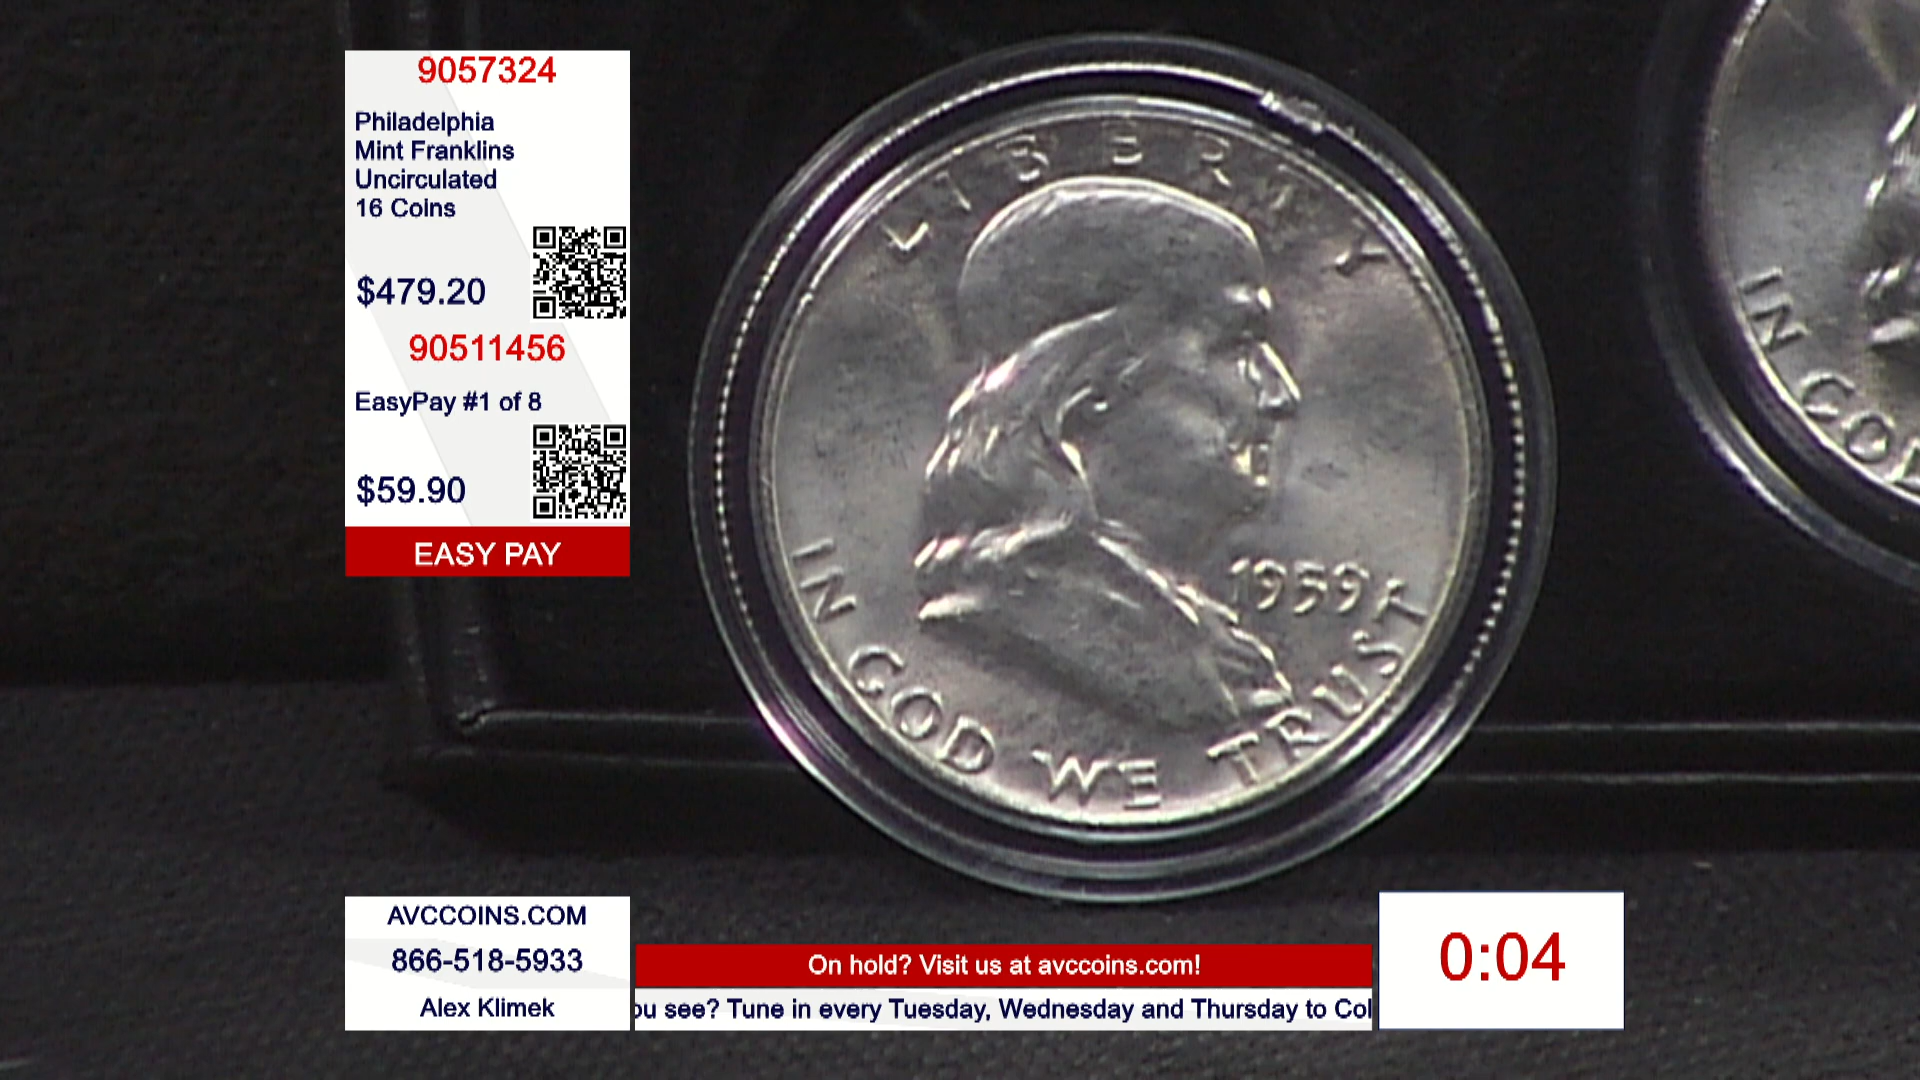 9057324
Philadelphia
Mint Franklins
Uncirculated
16 Coins
$479.20
90511456
EasyPay #1 of 8
$59.90
EASY PAY
LIBERTY
1959
IN GOD WE TRUST
IN
AVCCOINS.COM
866-518-5933
Alex Klimek
On hold? Visit us at avccoins.com!
ou see? Tune in every Tuesday, Wednesday and Thursday to Col
0:04